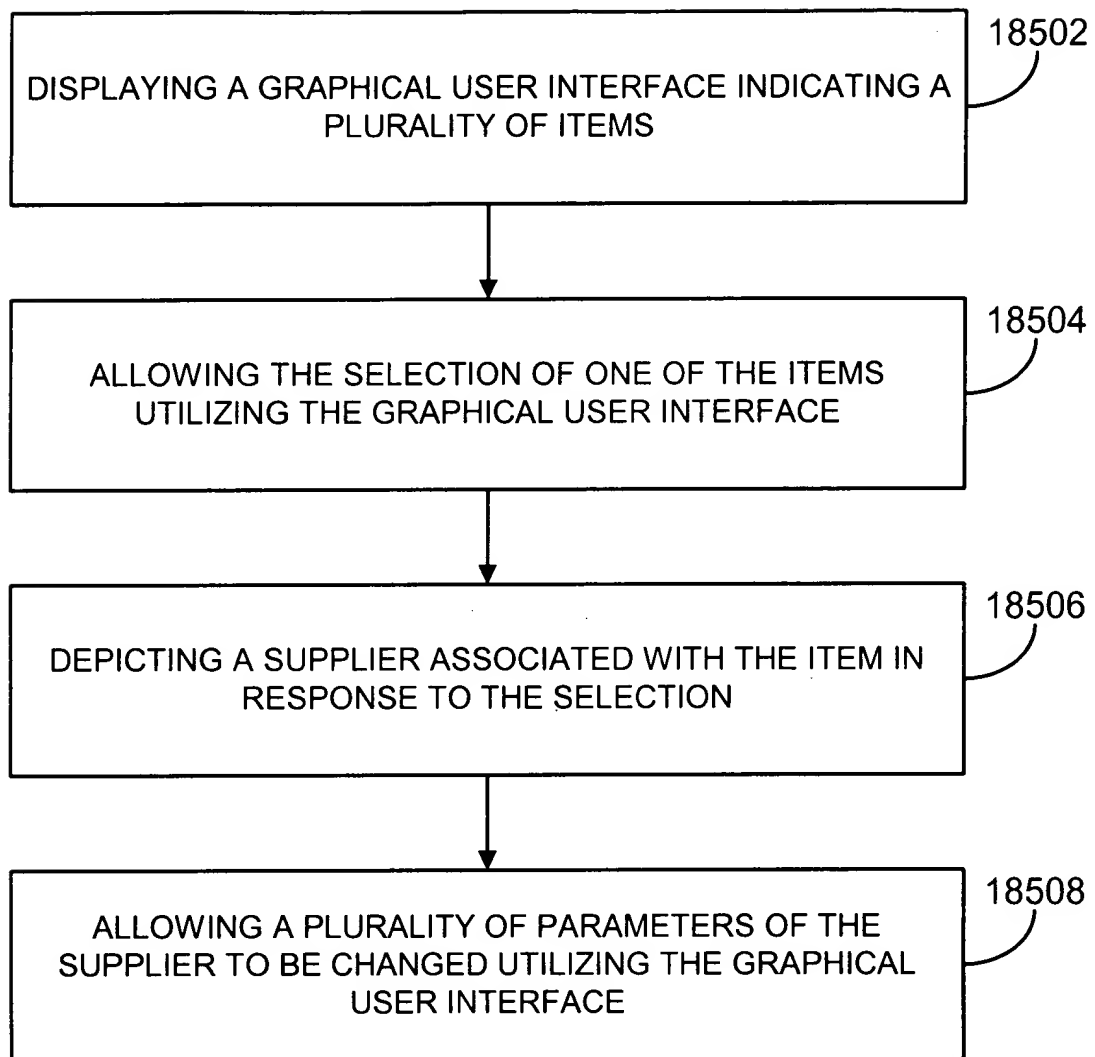 18502
DISPLAYING A GRAPHICAL USER INTERFACE INDICATING A
PLURALITY OF ITEMS
18504
ALLOWING THE SELECTION OF ONE OF THE ITEMS
UTILIZING THE GRAPHICAL USER INTERFACE
18506
DEPICTING A SUPPLIER ASSOCIATED WITH THE ITEM IN
RESPONSE TO THE SELECTION
18508
ALLOWING A PLURALITY OF PARAMETERS OF THE
SUPPLIER TO BE CHANGED UTILIZING THE GRAPHICAL
USER INTERFACE